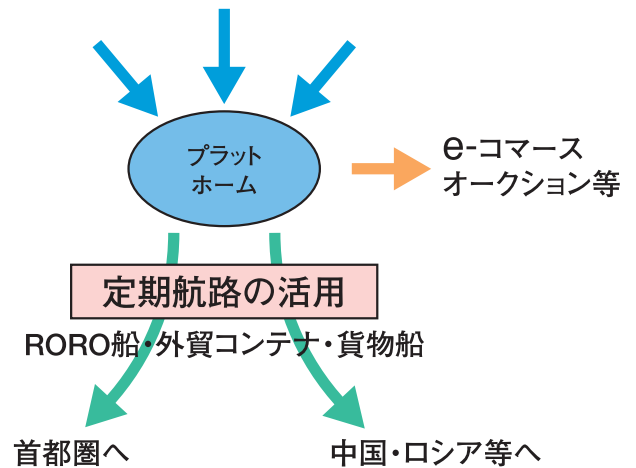 プラット
ホーム
e-コマース
オークション等
定期航路の活用
RORO船・外貿コンテナ・貨物船
首都圏へ
中国・ロシア等へ